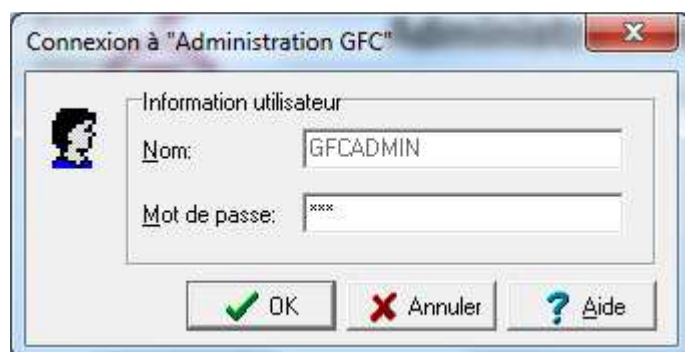 Connexion à "Administration GFC"
Information utilisateur
Nom: GFCADMIN
Mot de passe: ***
OK Annuler ? Aide